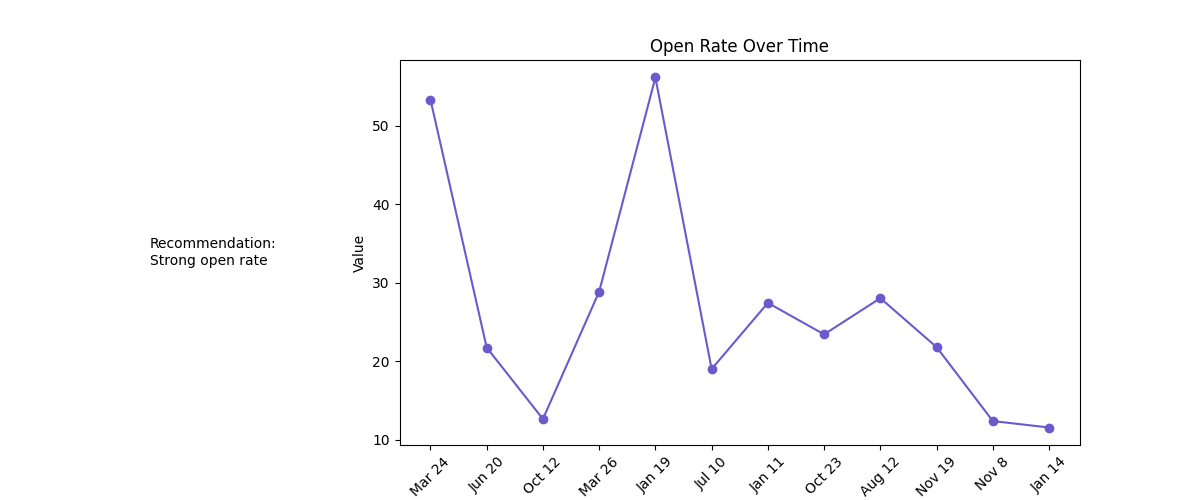 Open Rate Over Time
Recommendation:
Strong open rate
Value
50
40
30
20
10
Mar 24
Jun 20
Oct 12
Mar 26
Jan 19
Jul 10
Jan 11
Oct 23
Aug 12
Nov 19
Nov 8
Jan 14